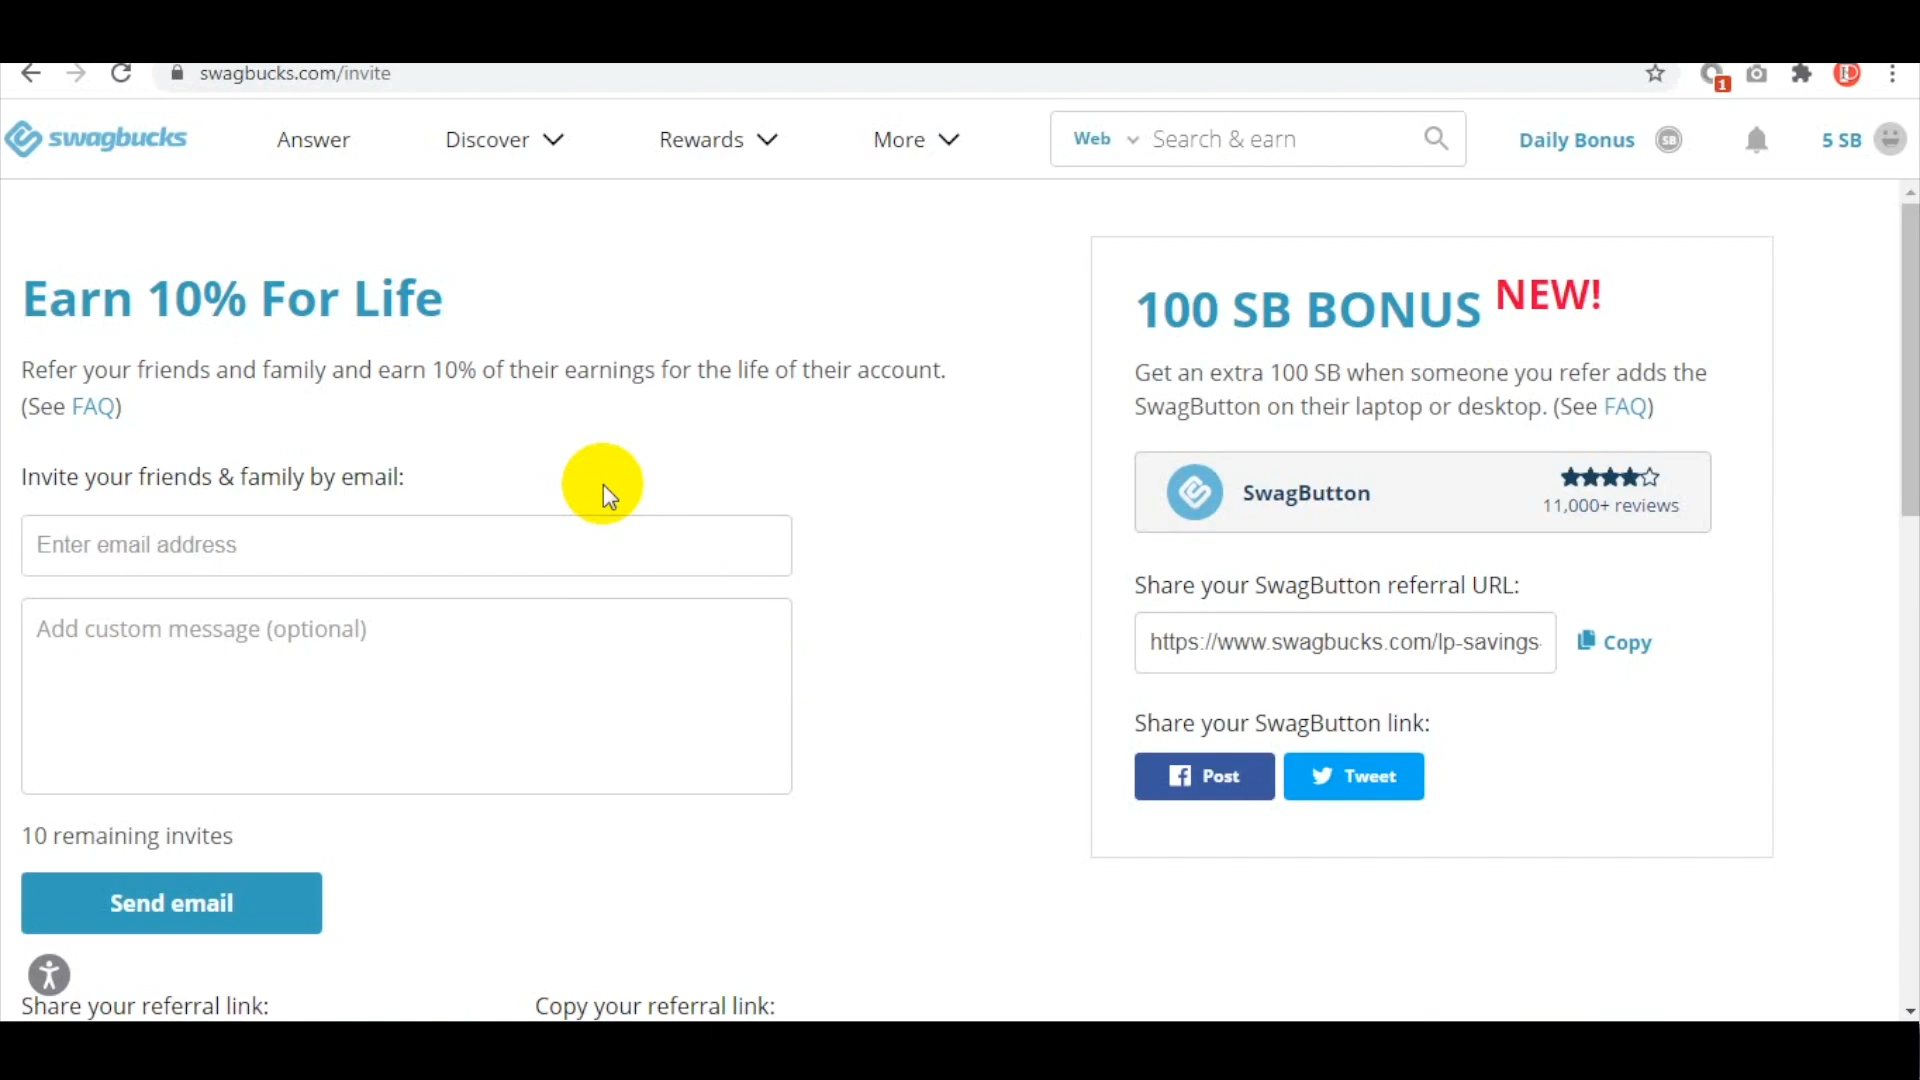 swagbucks.com/invite
1
swagbucks
Answer
Discover
Rewards
More
Web
Search & earn
Daily Bonus
SB
5 SB
Earn 10% For Life
Refer your friends and family and earn 10% of their earnings for the life of their account.
(See FAQ)
Invite your friends & family by email:
Enter email address
Add custom message (optional)
10 remaining invites
Send email
Share your referral link:
Copy your referral link:
100 SB BONUS NEW!
Get an extra 100 SB when someone you refer adds the
SwagButton on their laptop or desktop. (See FAQ)
SwagButton
11,000+ reviews
Share your SwagButton referral URL:
https://www.swagbucks.com/lp-savings-
Copy
Share your SwagButton link:
Post
Tweet